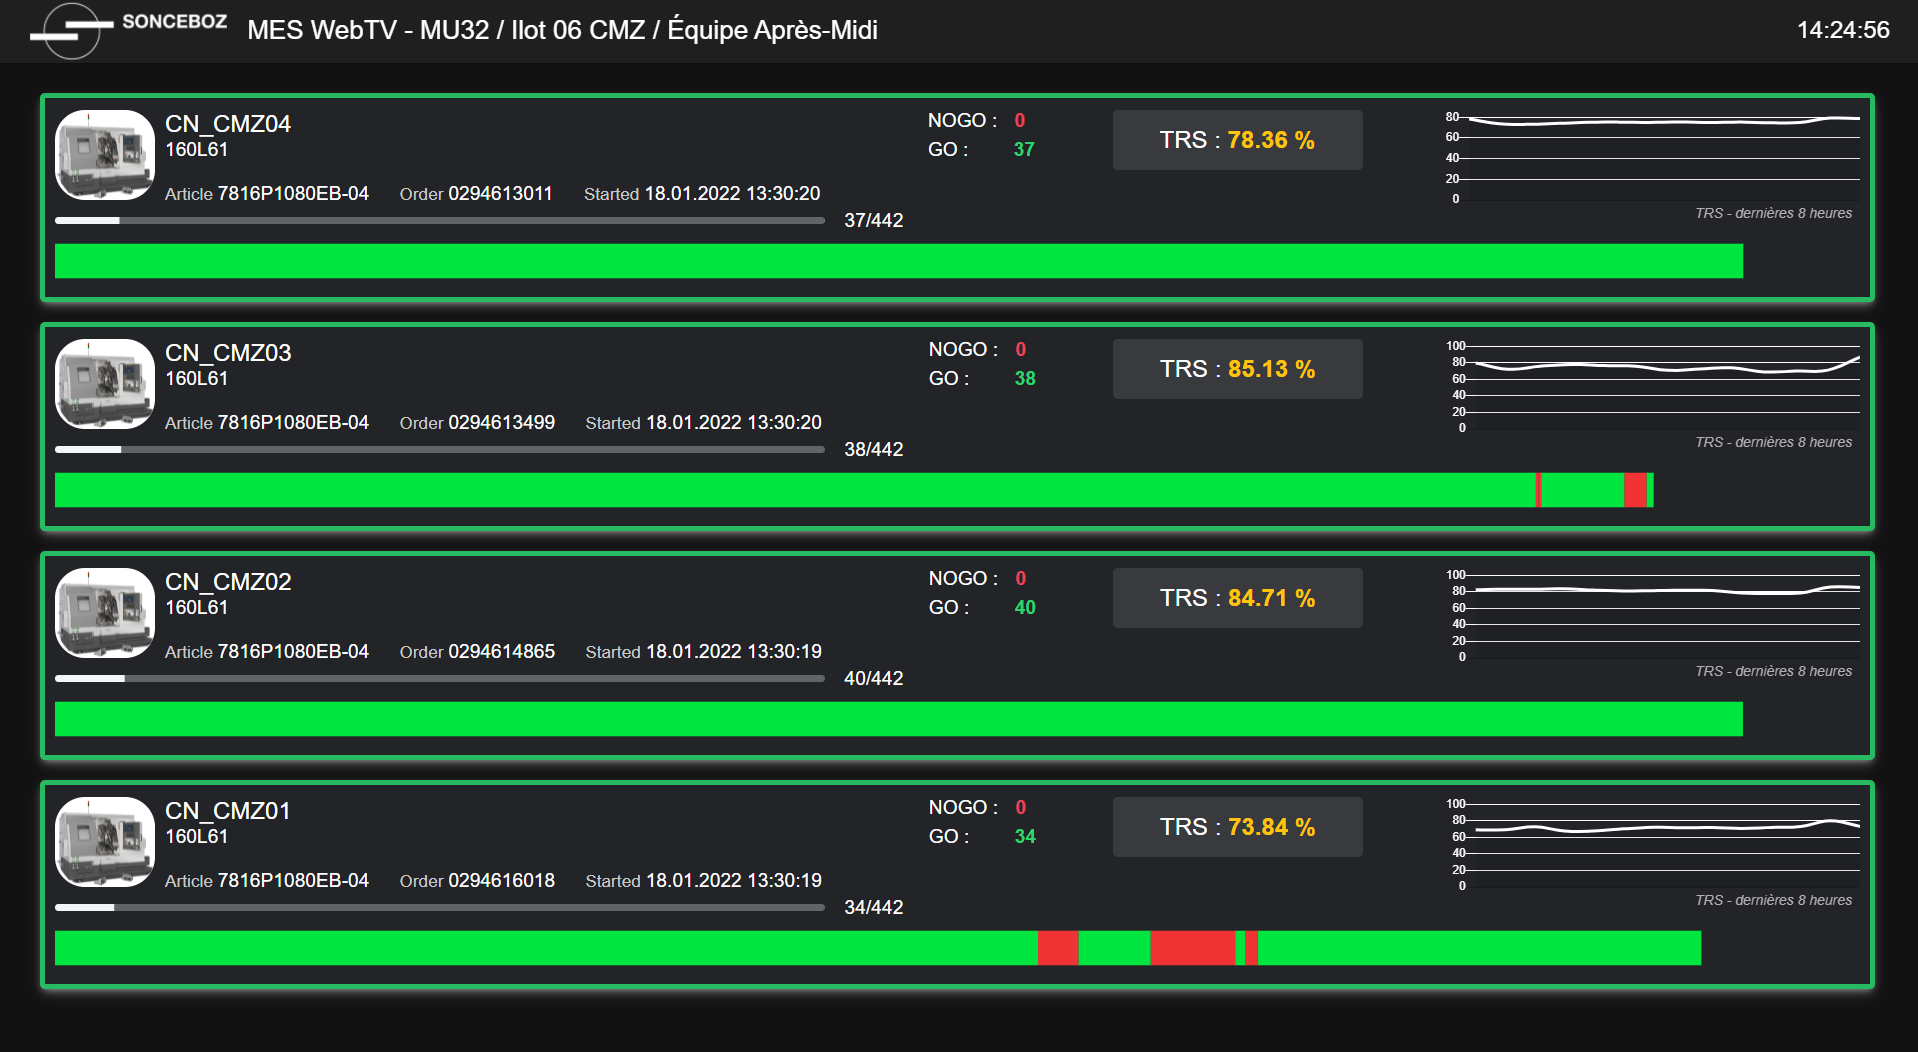 SONCEBOZ MES WebTV - MU32 / Ilot 06 CMZ / Équipe Après-Midi 14:24:56
CN_CMZ04
160L61
NOGO : 0
GO : 37
TRS : 78.36 %
80
60
40
20
0
TRS - dernières 8 heures
Article 7816P1080EB-04 Order 0294613011 Started 18.01.2022 13:30:20
37/442
CN_CMZ03
160L61
NOGO : 0
GO : 38
TRS : 85.13 %
100
80
60
40
20
0
TRS - dernières 8 heures
Article 7816P1080EB-04 Order 0294613499 Started 18.01.2022 13:30:20
38/442
CN_CMZ02
160L61
NOGO : 0
GO : 40
TRS : 84.71 %
100
80
60
40
20
0
TRS - dernières 8 heures
Article 7816P1080EB-04 Order 0294614865 Started 18.01.2022 13:30:19
40/442
CN_CMZ01
160L61
NOGO : 0
GO : 34
TRS : 73.84 %
100
80
60
40
20
0
TRS - dernières 8 heures
Article 7816P1080EB-04 Order 0294616018 Started 18.01.2022 13:30:19
34/442